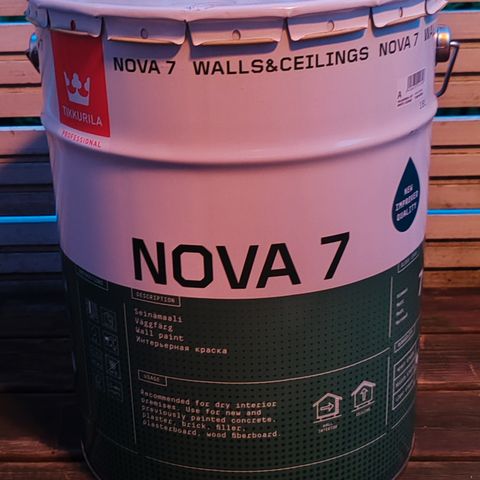 NOVA 7 WALLS&CEILINGS NOVA 7
TIKKURILA
PROFESSIONAL
A
NEW
IMPROVED
QUALITY
NOVA 7
DESCRIPTION
Seinämaali
Väggfärg
Wall paint
Интерьерная краска
USAGE
Recommended for dry interior
premises. Use for new and
previously painted concrete,
plaster, brick, filler,
plasterboard, wood fiberboard.
WALL
INTERIOR